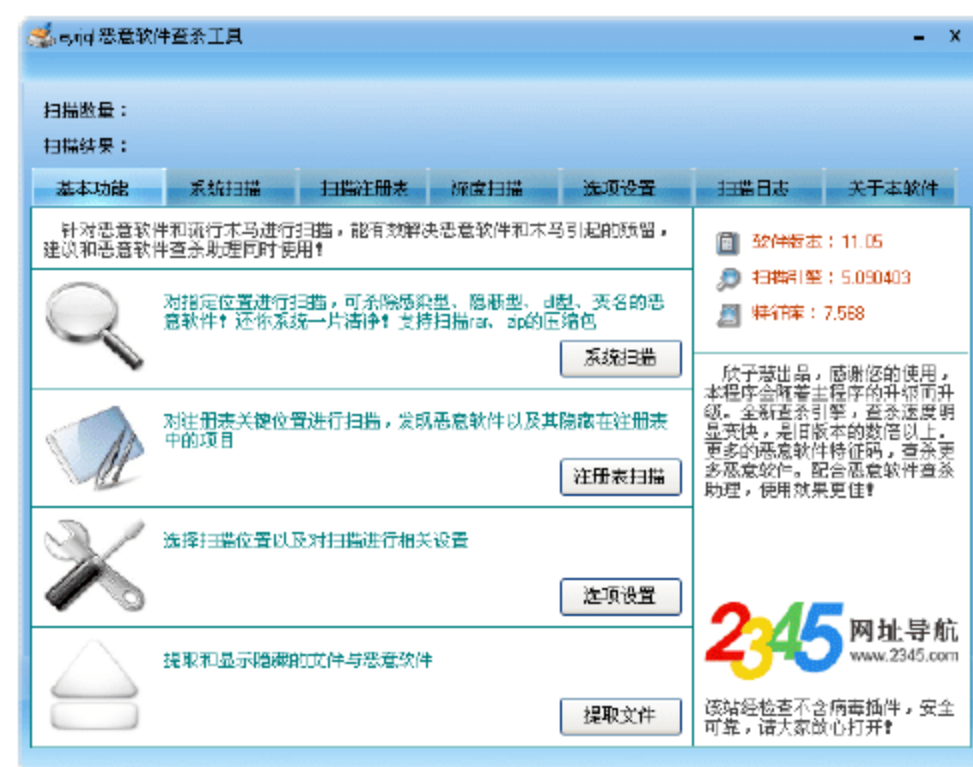 恶意软件查杀工具
扫描数量：
扫描结果：
基本功能 系统扫描 扫描注册表 深度扫描 选项设置 扫描日志 关于本软件
针对恶意软件和流行木马进行扫描，能有效解决恶意软件和木马引起的残留，
建议和恶意软件查杀助理同时使用！
对指定位置进行扫描，可杀除感染型、隐蔽型、dl型、变名的恶
意软件！还你系统一片清净！支持扫描rar、zip的压缩包
系统扫描
对注册表关键位置进行扫描，发现恶意软件以及其隐藏在注册表
中的项目
注册表扫描
选择扫描位置以及对扫描进行相关设置
选项设置
提取和显示隐藏的文件与恶意软件
提取文件
软件版本：11.05
扫描引擎：5.090403
特征库：7.568
欣子慧出品，感谢您的使用，
本程序会随着主程序的升级而升
级。全新查杀引擎，查杀速度明
显变快，是旧版本的数倍以上。
更多的恶意软件特征码，查杀更
多恶意软件。配合恶意软件查杀
助理，使用效果更佳！
2345 网址导航
www.2345.com
该站经检查不含病毒插件，安全
可靠，请大家放心打开！